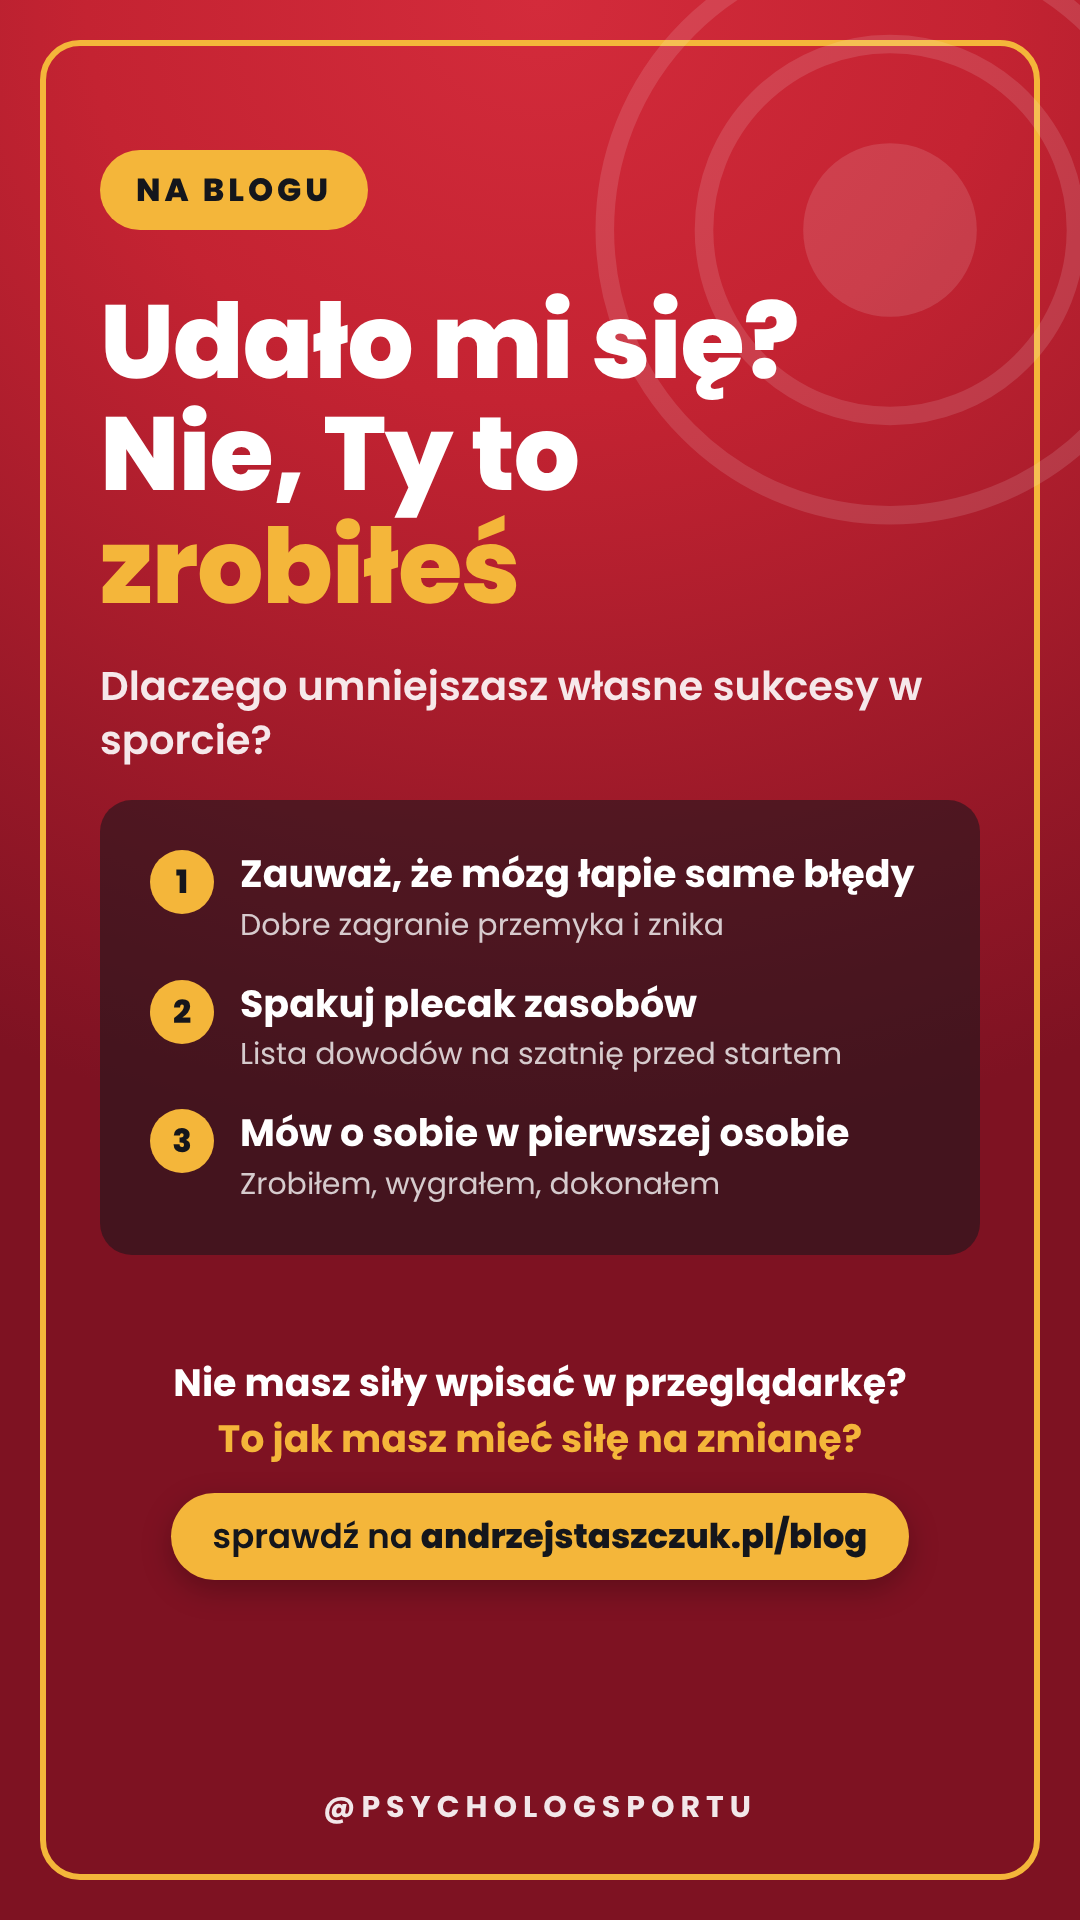 NA BLOGU
Udało mi się?
Nie, Ty to
zrobiłeś
Dlaczego umniejszasz własne sukcesy w
sporcie?
1 Zauważ, że mózg łapie same błędy
Dobre zagranie przemyka i znika
2 Spakuj plecak zasobów
Lista dowodów na szatnię przed startem
3 Mów o sobie w pierwszej osobie
Zrobiłem, wygrałem, dokonałem
Nie masz siły wpisać w przeglądarkę?
To jak masz mieć siłę na zmianę?
sprawdź na andrzejstaszczuk.pl/blog
@PSYCHOLOGSPORTU